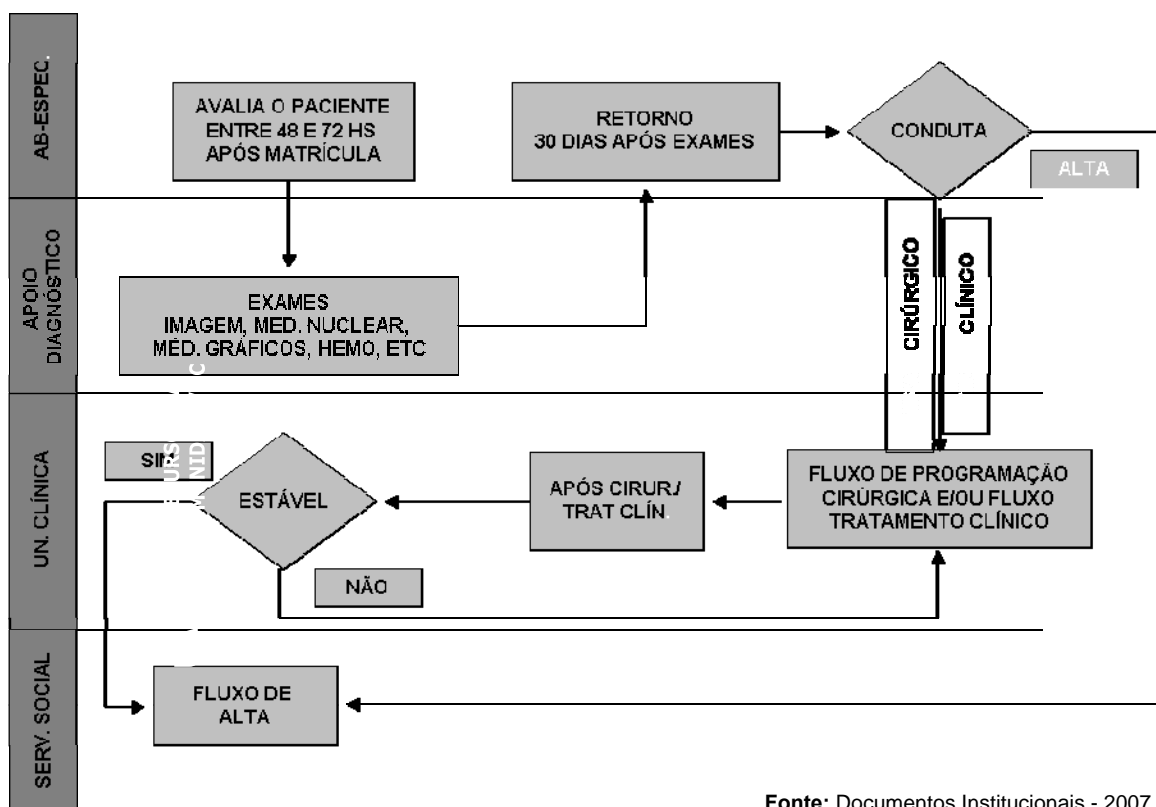 AB-ESPEC.
AVALIA O PACIENTE
ENTRE 48 E 72 HS
APÓS MATRÍCULA
RETORNO
30 DIAS APÓS EXAMES
CONDUTA
ALTA
APOIO
DIAGNÓSTICO
EXAMES
IMAGEM, MED. NUCLEAR,
MÉD. GRÁFICOS, HEMO, ETC
CIRÚRGICO
CLÍNICO
UN. CLÍNICA
SIM
ESTÁVEL
NÃO
APÓS CIRUR./
TRAT CLÍN.
FLUXO DE PROGRAMAÇÃO
CIRÚRGICA E/OU FLUXO
TRATAMENTO CLÍNICO
SERV. SOCIAL
FLUXO DE
ALTA
Fonte: Documentos Institucionais - 2007